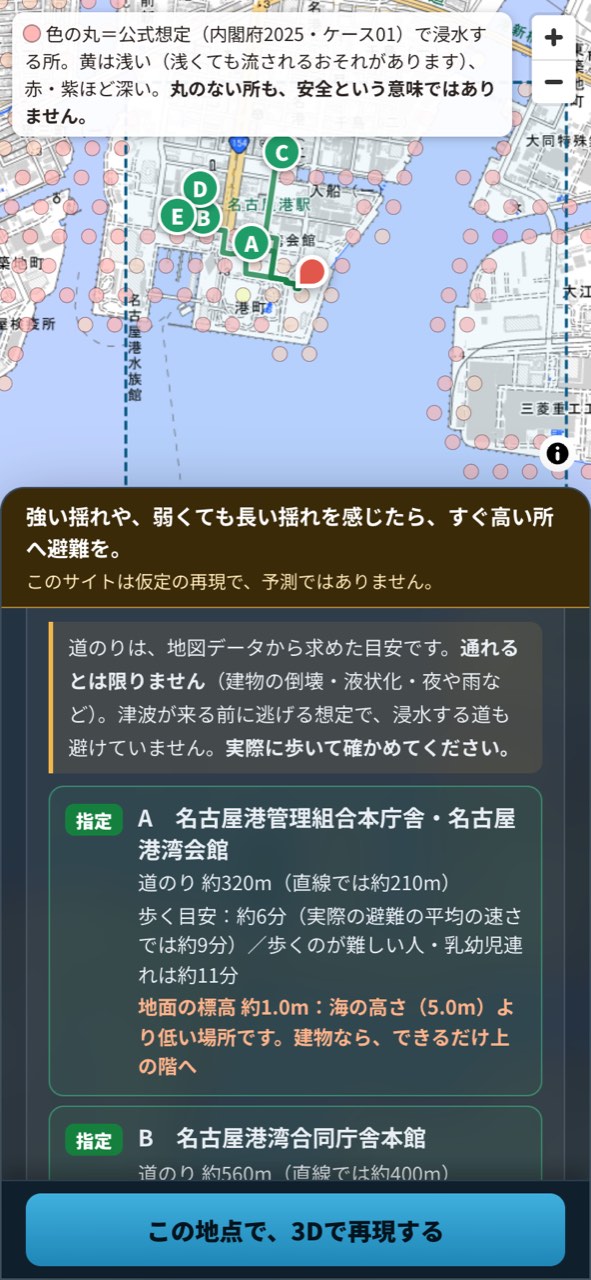 色の丸＝公式想定（内閣府2025・ケース01）で浸水す
る所。黄は浅い（浅くても流されるおそれがあります）、
赤・紫ほど深い。丸のない所も、安全という意味ではあり
ません。
+
−
154
C
大同特殊
D
入船
名古屋港駅
E
B
A
会館
築地町
大江
港町
名古屋港水族館
三菱重工工
i
強い揺れや、弱くても長い揺れを感じたら、すぐ高い所
へ避難を。
このサイトは仮定の再現で、予測ではありません。
道のりは、地図データから求めた目安です。通れる
とは限りません（建物の倒壊・液状化・夜や雨な
ど）。津波が来る前に逃げる想定で、浸水する道も
避けていません。実際に歩いて確かめてください。
指定 A 名古屋港管理組合本庁舎・名古屋
港湾会館
道のり 約320m（直線では約210m）
歩く目安：約6分（実際の避難の平均の速さ
では約9分）／歩くのが難しい人・乳幼児連
れは約11分
地面の標高 約1.0m：海の高さ（5.0m）よ
り低い場所です。建物なら、できるだけ上
の階へ
指定 B 名古屋港湾合同庁舎本館
道のり 約560m（直線では約400m）
この地点で、3Dで再現する